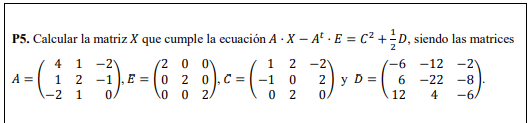 P5. Calcular la matriz X que cumple la ecuación A · X − Aᵗ · E = C² + 1/2 D, siendo las matrices
A = ( 4 1 −2 ; 1 2 −1 ; −2 1 0 ), E = ( 2 0 0 ; 0 2 0 ; 0 0 2 ), C = ( 1 2 −2 ; −1 0 2 ; 0 2 0 ) y D = ( −6 −12 −2 ; 6 −22 −8 ; 12 4 −6 ).